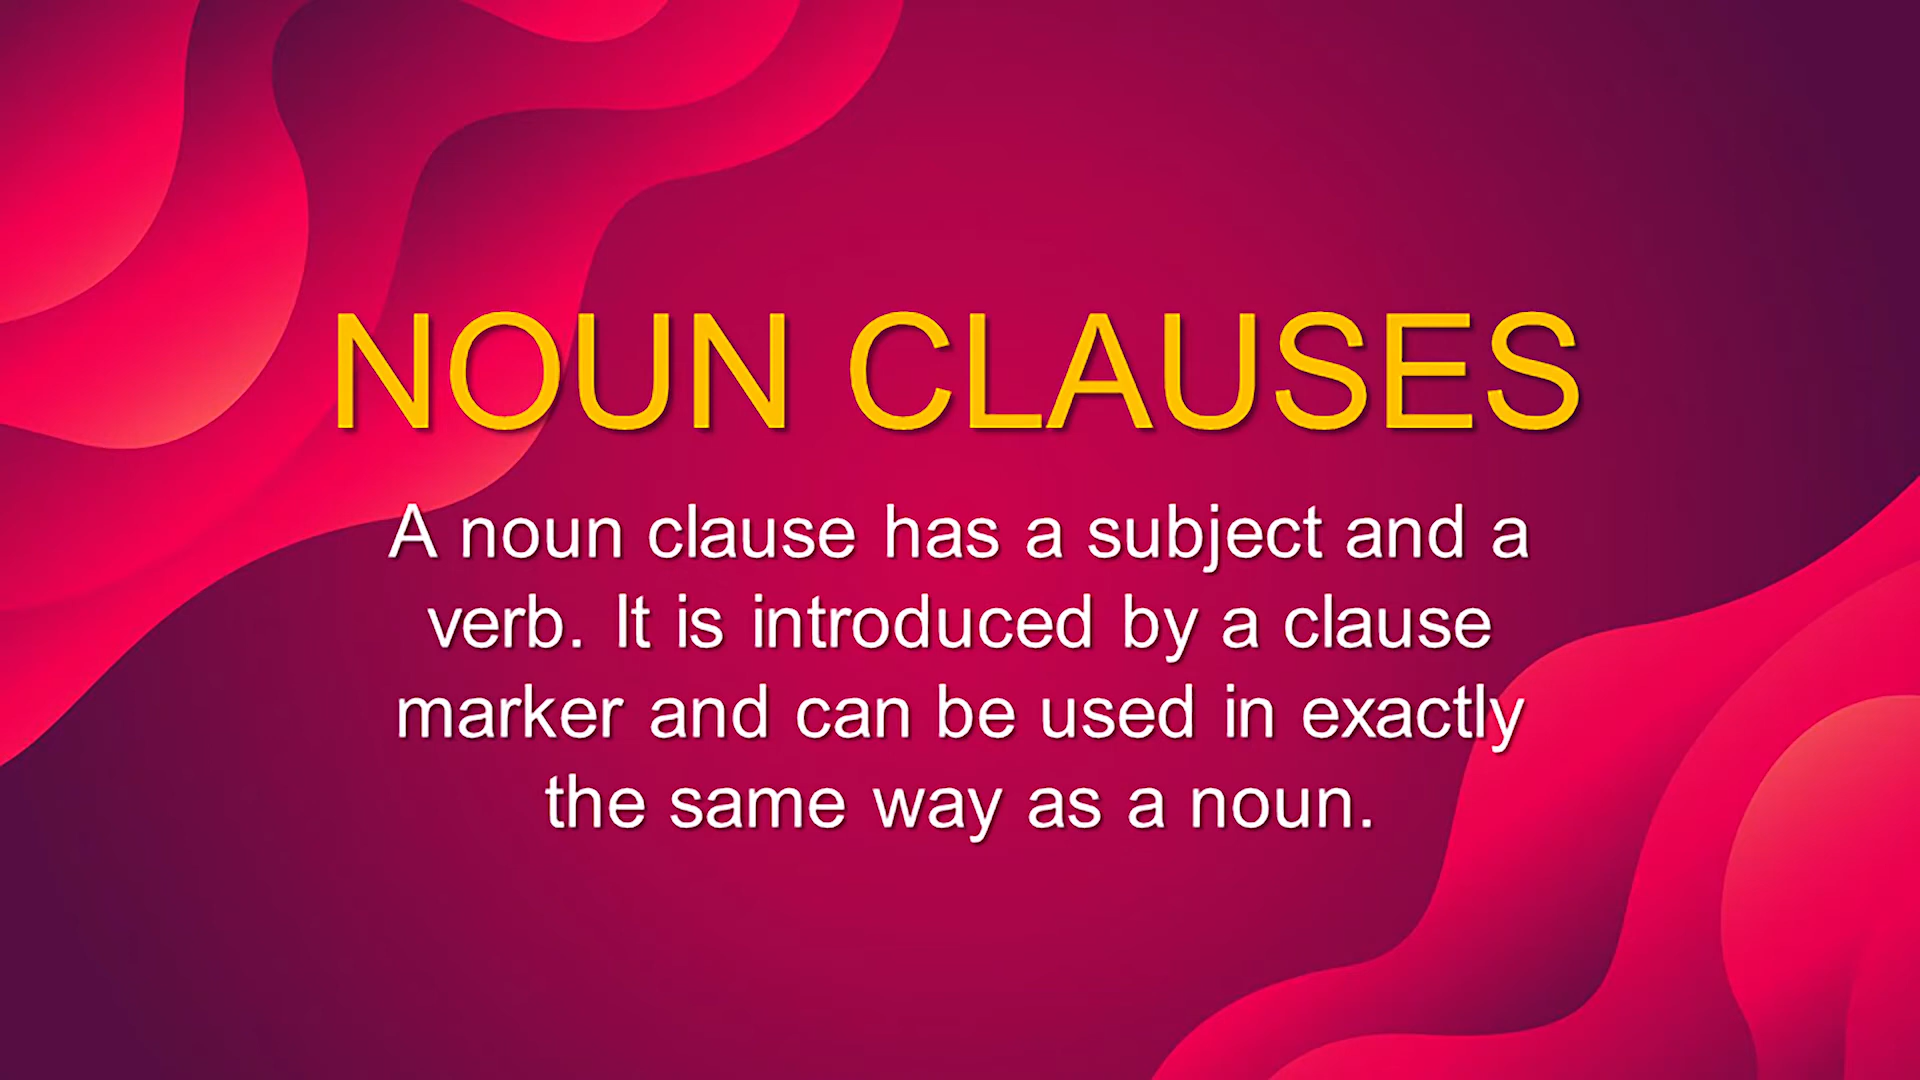 NOUN CLAUSES
A noun clause has a subject and a
verb. It is introduced by a clause
marker and can be used in exactly
the same way as a noun.